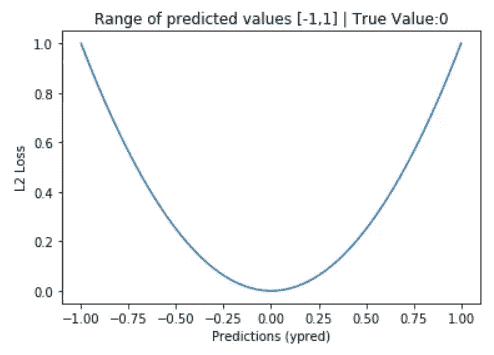 Range of predicted values [-1,1] | True Value:0
1.0
0.8
0.6
0.4
0.2
0.0
L2 Loss
−1.00 −0.75 −0.50 −0.25 0.00 0.25 0.50 0.75 1.00
Predictions (ypred)